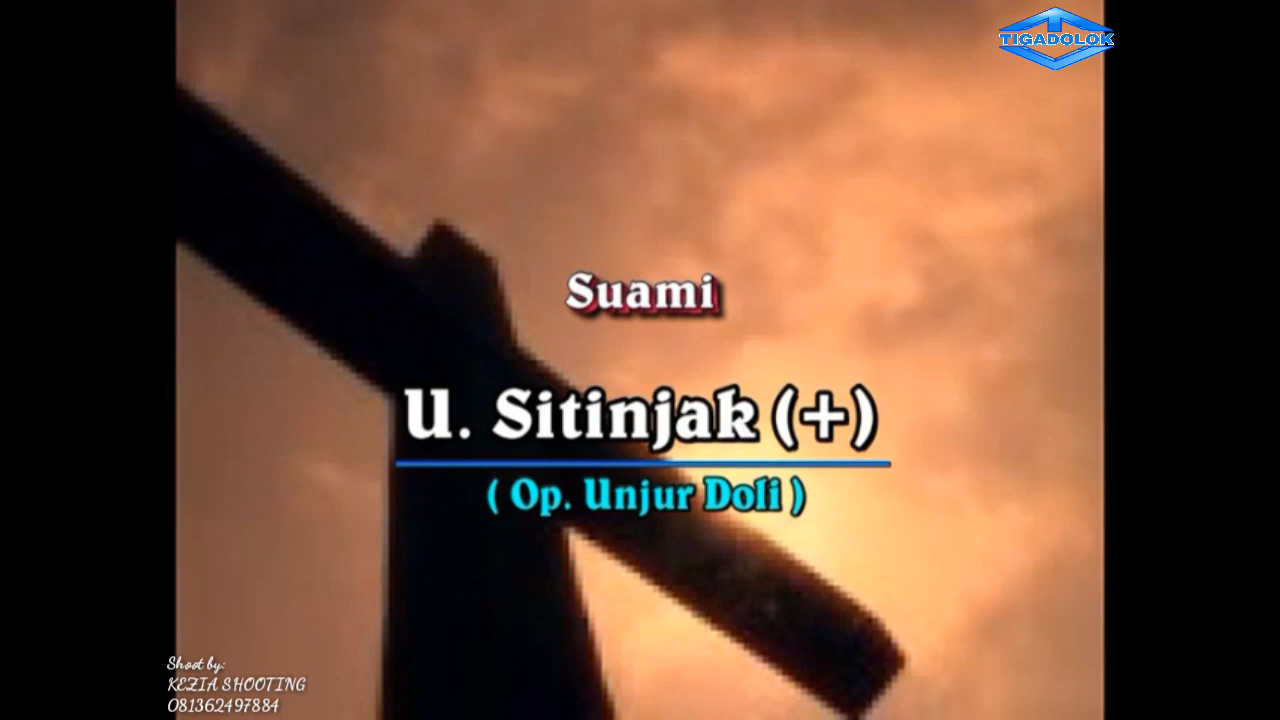 TIGADOLOK
Suami
U. Sitinjak (+)
( Op. Unjur Doli )
Shoot by:
KEZIA SHOOTING
081362497884